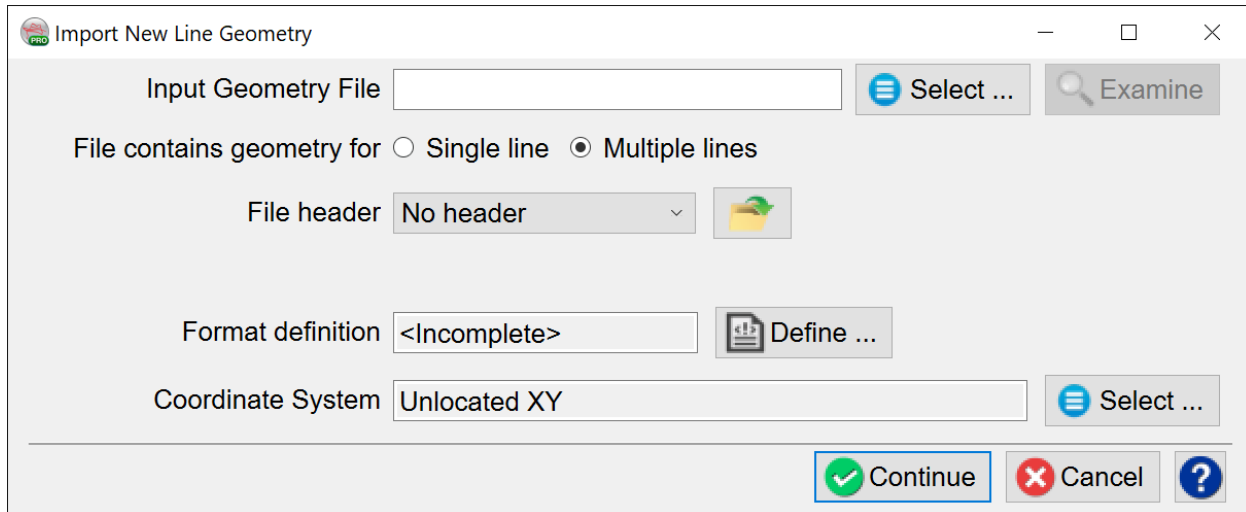 PRO Import New Line Geometry
Input Geometry File Select ... Examine
File contains geometry for Single line Multiple lines
File header No header
Format definition <Incomplete> Define ...
Coordinate System Unlocated XY Select ...
Continue Cancel ?